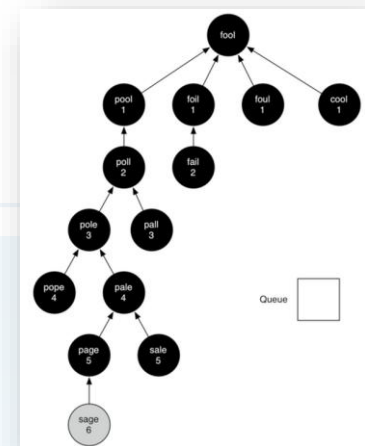 fool
pool
1
foil
1
foul
1
cool
1
poll
2
fail
2
pole
3
pall
3
pope
4
pale
4
Queue
page
5
sale
5
sage
6